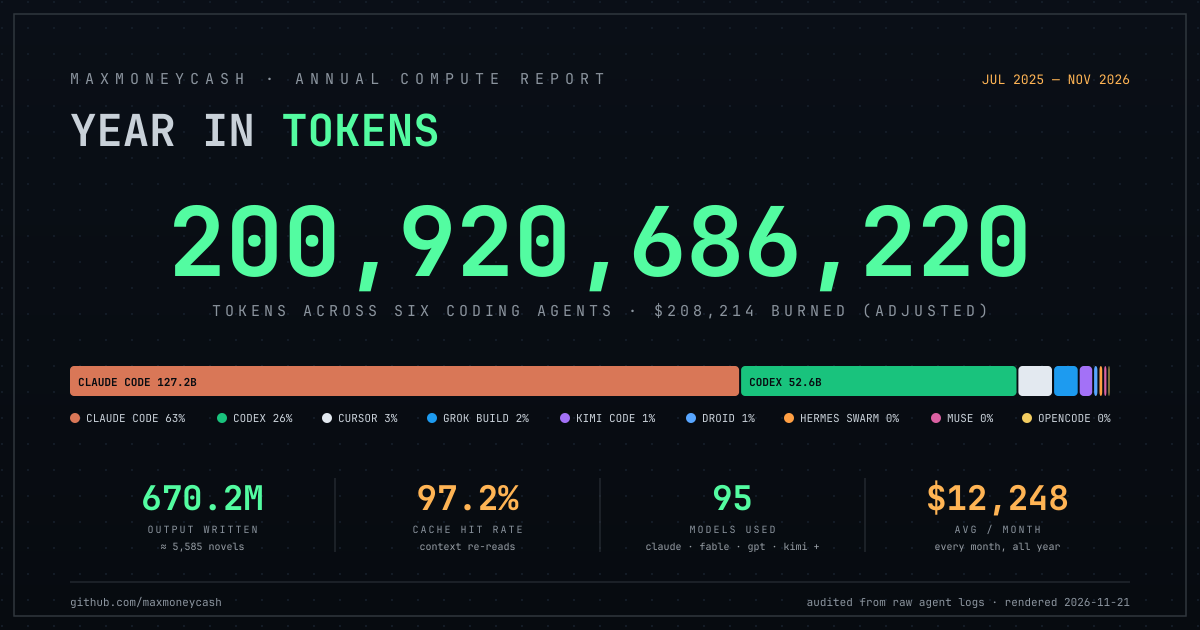 MAXMONEYCASH · ANNUAL COMPUTE REPORT
JUL 2025 — NOV 2026
YEAR IN TOKENS
200,920,686,220
TOKENS ACROSS SIX CODING AGENTS · $208,214 BURNED (ADJUSTED)
CLAUDE CODE 127.2B
CODEX 52.6B
CLAUDE CODE 63%
CODEX 26%
CURSOR 3%
GROK BUILD 2%
KIMI CODE 1%
DROID 1%
HERMES SWARM 0%
MUSE 0%
OPENCODE 0%
670.2M
OUTPUT WRITTEN
≈ 5,585 novels
97.2%
CACHE HIT RATE
context re-reads
95
MODELS USED
claude · fable · gpt · kimi +
$12,248
AVG / MONTH
every month, all year
github.com/maxmoneycash
audited from raw agent logs · rendered 2026-11-21